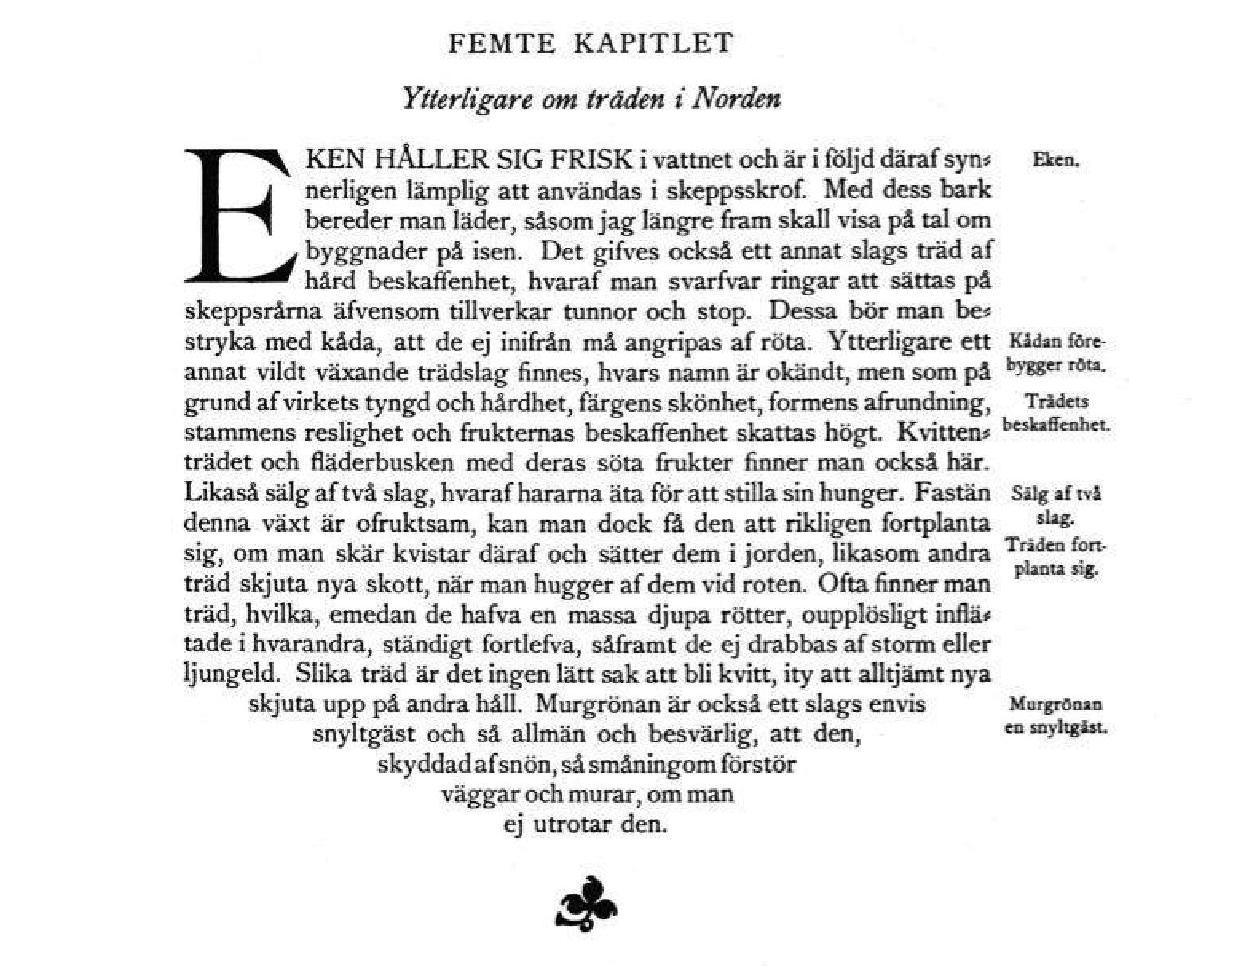 FEMTE KAPITLET
Ytterligare om träden i Norden
EKEN HÅLLER SIG FRISK i vattnet och är i följd däraf syn⸗
nerligen lämplig att användas i skeppsskrof. Med dess bark
bereder man läder, såsom jag längre fram skall visa på tal om
byggnader på isen. Det gifves också ett annat slags träd af
hård beskaffenhet, hvaraf man svarfvar ringar att sättas på
skeppsrårna äfvensom tillverkar tunnor och stop. Dessa bör man be⸗
stryka med kåda, att de ej inifrån må angripas af röta. Ytterligare ett
annat vildt växande trädslag finnes, hvars namn är okändt, men som på
grund af virkets tyngd och hårdhet, färgens skönhet, formens afrundning,
stammens reslighet och frukternas beskaffenhet skattas högt. Kvitten⸗
trädet och fläderbusken med deras söta frukter finner man också här.
Likaså sälg af två slag, hvaraf hararna äta för att stilla sin hunger. Fastän
denna växt är ofruktsam, kan man dock få den att rikligen fortplanta
sig, om man skär kvistar däraf och sätter dem i jorden, likasom andra
träd skjuta nya skott, när man hugger af dem vid roten. Ofta finner man
träd, hvilka, emedan de hafva en massa djupa rötter, oupplösligt inflä⸗
tade i hvarandra, ständigt fortlefva, såframt de ej drabbas af storm eller
ljungeld. Slika träd är det ingen lätt sak att bli kvitt, ity att alltjämt nya
skjuta upp på andra håll. Murgrönan är också ett slags envis
snyltgäst och så allmän och besvärlig, att den,
skyddad af snön, så småningom förstör
väggar och murar, om man
ej utrotar den.
Eken.
Kådan före-
bygger röta.
Trädets
beskaffenhet.
Sälg af två
slag.
Träden fort-
planta sig.
Murgrönan
en snyltgäst.